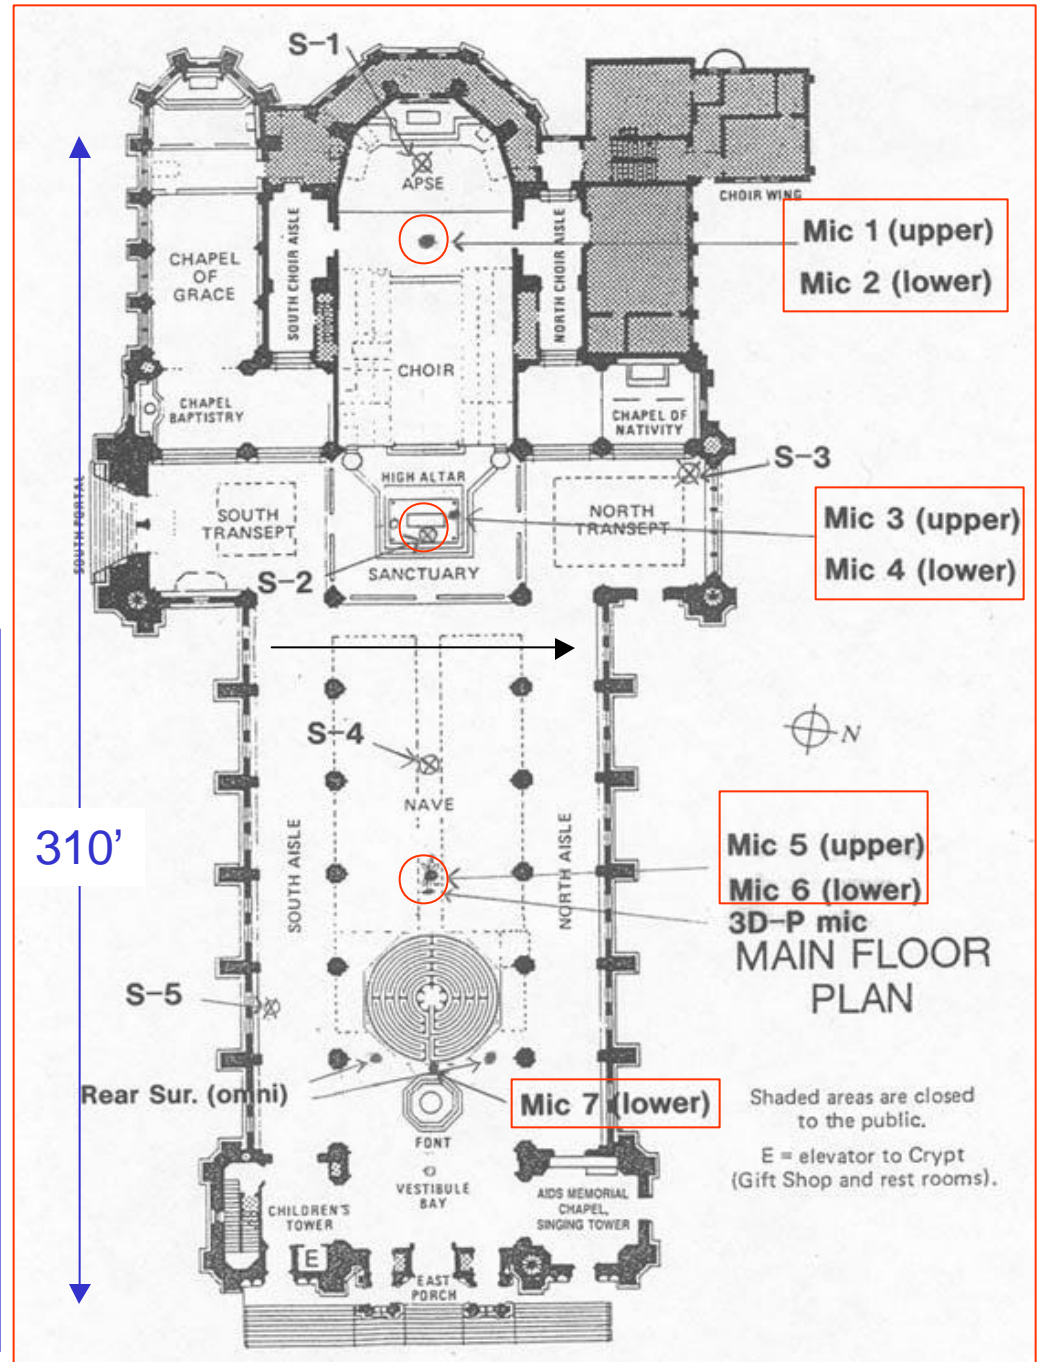 S-1
APSE
CHOIR WING
Mic 1 (upper)
Mic 2 (lower)
CHAPEL
OF
GRACE
SOUTH CHOIR AISLE
NORTH CHOIR AISLE
CHOIR
CHAPEL
BAPTISTRY
CHAPEL OF
NATIVITY
S-3
HIGH ALTAR
SOUTH PORTAL
SOUTH
TRANSEPT
NORTH
TRANSEPT
Mic 3 (upper)
Mic 4 (lower)
S-2
SANCTUARY
S-4
N
NAVE
310’
SOUTH AISLE
NORTH AISLE
Mic 5 (upper)
Mic 6 (lower)
3D-P mic
MAIN FLOOR
PLAN
S-5
Rear Sur. (omni)
Mic 7 (lower)
Shaded areas are closed
to the public.
E = elevator to Crypt
(Gift Shop and rest rooms).
FONT
VESTIBULE
BAY
CHILDREN'S
TOWER
AIDS MEMORIAL
CHAPEL,
SINGING TOWER
E
EAST
PORCH